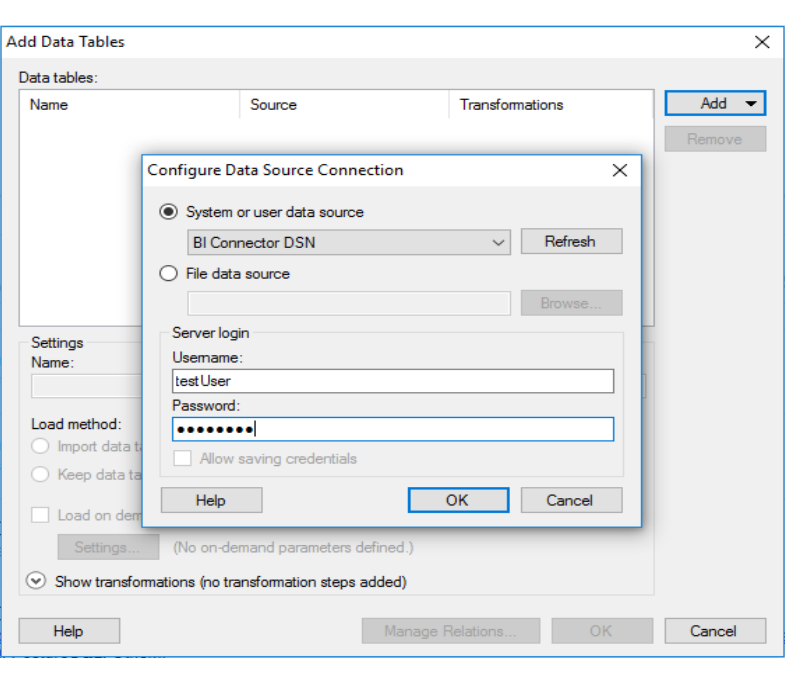 Add Data Tables
Data tables:
Name Source Transformations
Add
Remove
Configure Data Source Connection
System or user data source
BI Connector DSN Refresh
File data source
Browse...
Server login
Username:
testUser
Password:
••••••••
Allow saving credentials
Help OK Cancel
Settings
Name:
Load method:
Import data t
Keep data ta
Load on dem
Settings... (No on-demand parameters defined.)
Show transformations (no transformation steps added)
Help Manage Relations... OK Cancel